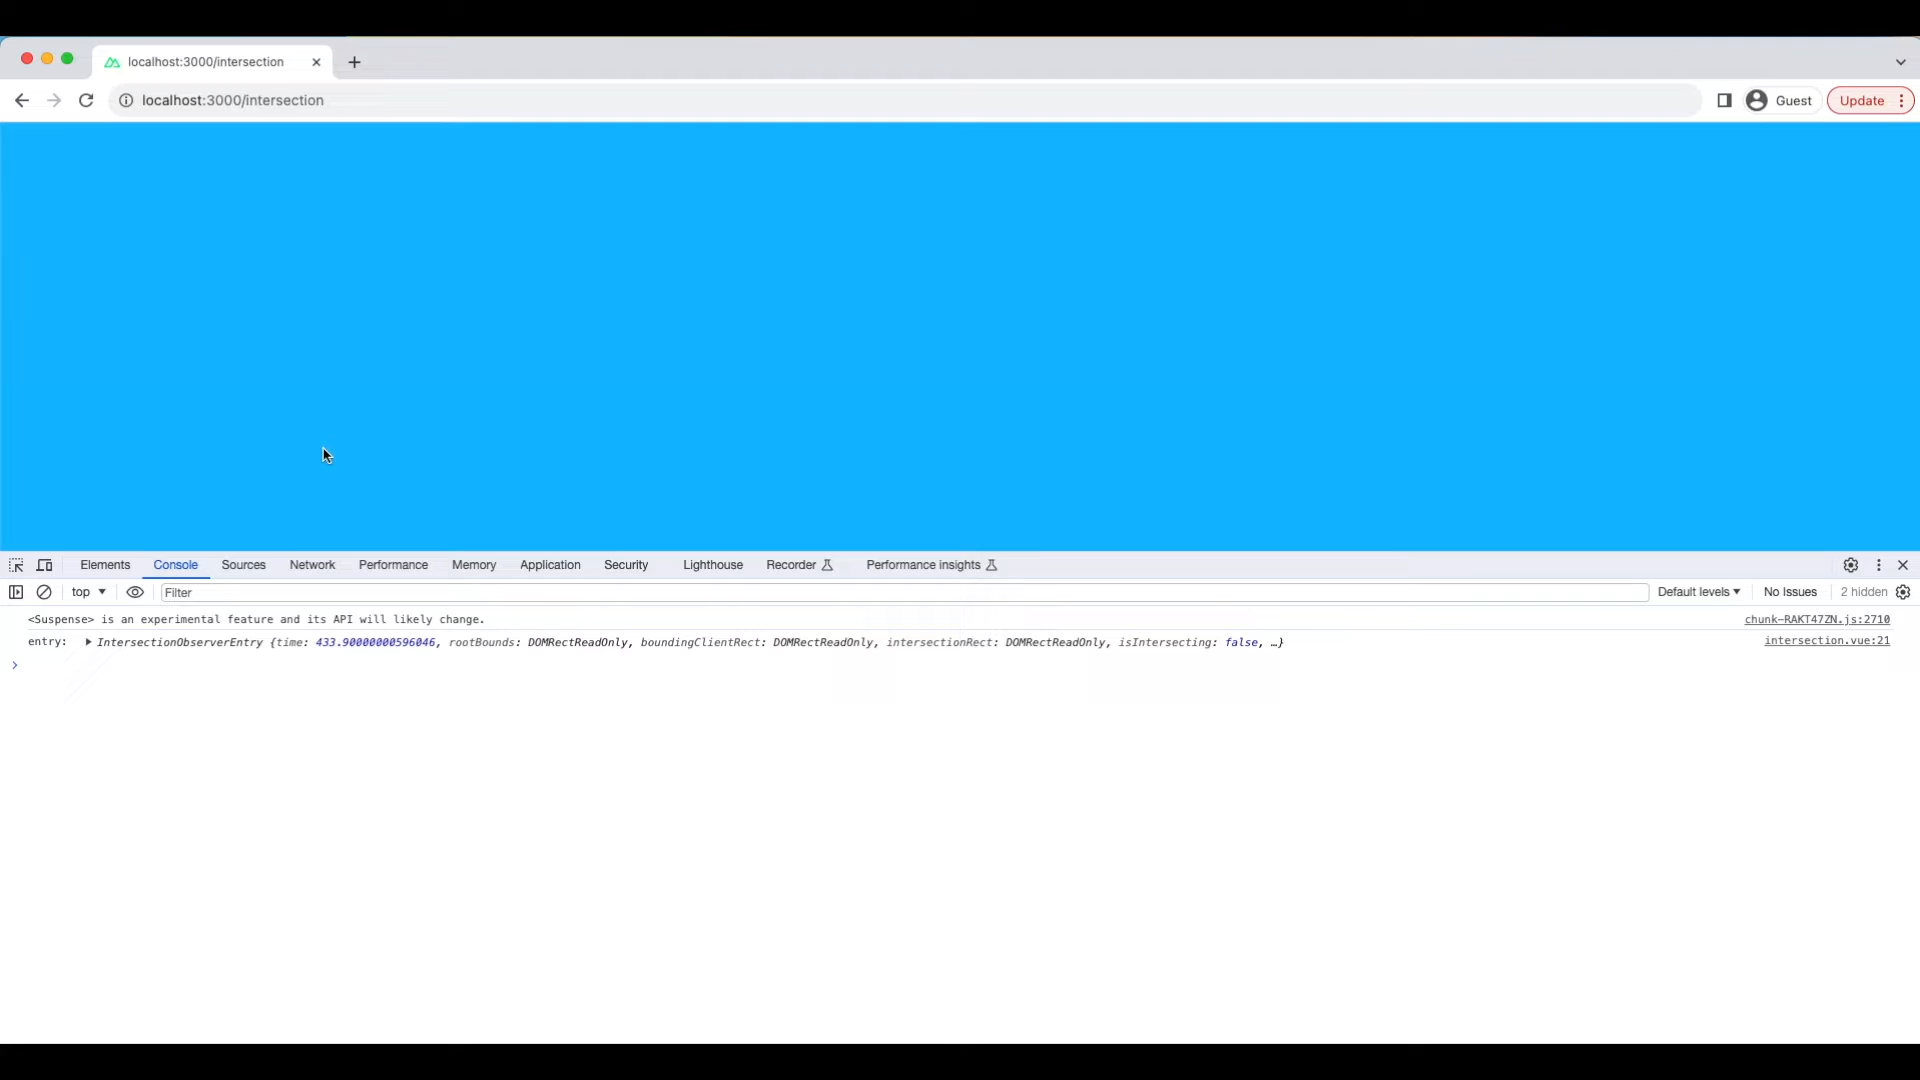 localhost:3000/intersection
localhost:3000/intersection
Guest
Update
Elements Console Sources Network Performance Memory Application Security Lighthouse Recorder Performance insights
top Filter Default levels No Issues 2 hidden
<Suspense> is an experimental feature and its API will likely change. chunk-RAKT47ZN.js:2710
entry: IntersectionObserverEntry {time: 433.90000000596046, rootBounds: DOMRectReadOnly, boundingClientRect: DOMRectReadOnly, intersectionRect: DOMRectReadOnly, isIntersecting: false, …} intersection.vue:21